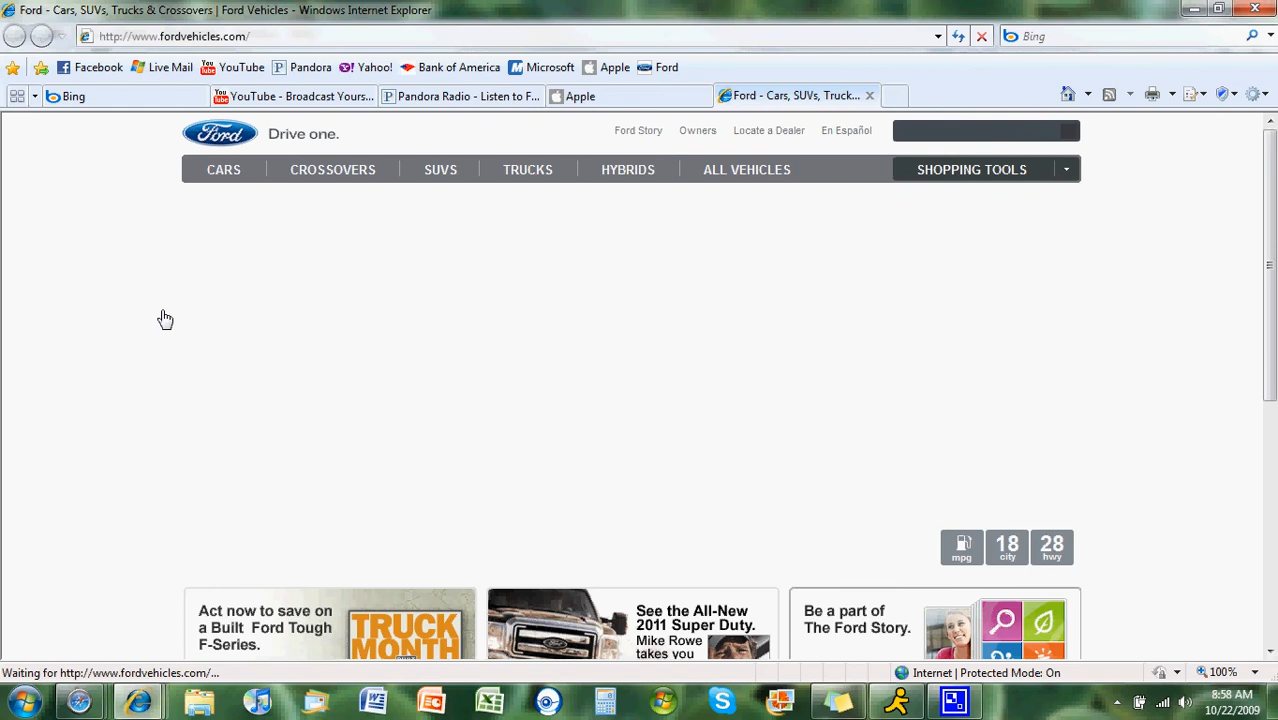 Ford - Cars, SUVs, Trucks & Crossovers | Ford Vehicles - Windows Internet Explorer
http://www.fordvehicles.com/
Bing
Facebook Live Mail YouTube Pandora Yahoo! Bank of America Microsoft Apple Ford
Bing YouTube - Broadcast Yours... Pandora Radio - Listen to F... Apple Ford - Cars, SUVs, Truck...
Ford Drive one. Ford Story Owners Locate a Dealer En Español
CARS CROSSOVERS SUVS TRUCKS HYBRIDS ALL VEHICLES SHOPPING TOOLS
18 28
mpg city hwy
Act now to save on
a Built Ford Tough
F-Series.
TRUCK
MONTH
See the All-New
2011 Super Duty.
Mike Rowe
takes you
Be a part of
The Ford Story.
Waiting for http://www.fordvehicles.com/...
Internet | Protected Mode: On
100%
8:58 AM
10/22/2009